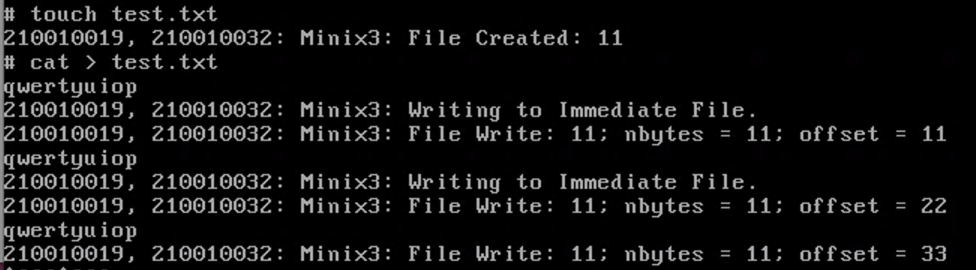 # touch test.txt
210010019, 210010032: Minix3: File Created: 11
# cat > test.txt
qwertyuiop
210010019, 210010032: Minix3: Writing to Immediate File.
210010019, 210010032: Minix3: File Write: 11; nbytes = 11; offset = 11
qwertyuiop
210010019, 210010032: Minix3: Writing to Immediate File.
210010019, 210010032: Minix3: File Write: 11; nbytes = 11; offset = 22
qwertyuiop
210010019, 210010032: Minix3: File Write: 11; nbytes = 11; offset = 33